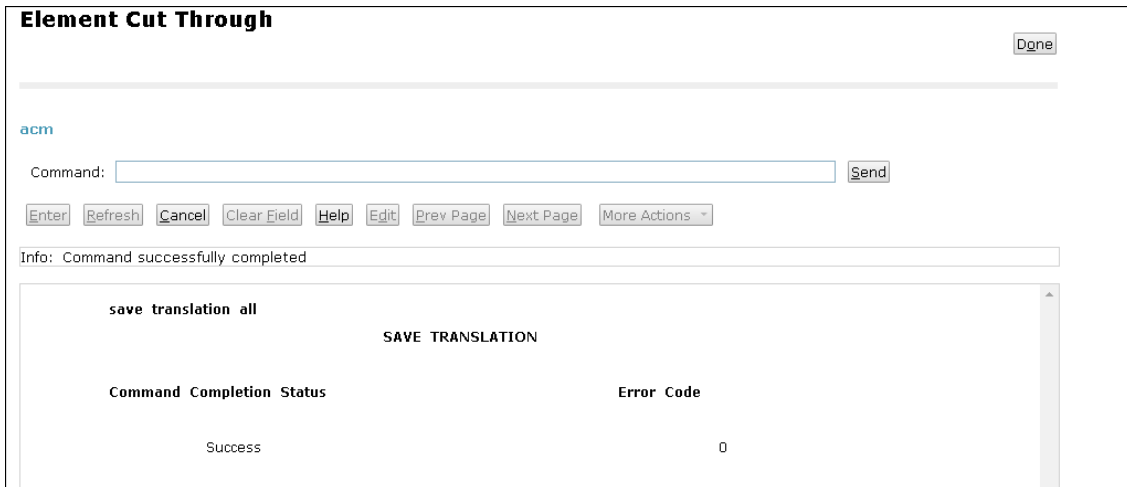 Element Cut Through
Done
acm
Command:
Send
Enter Refresh Cancel Clear Field Help Edit Prev Page Next Page More Actions
Info: Command successfully completed
save translation all
SAVE TRANSLATION
Command Completion Status Error Code
Success 0